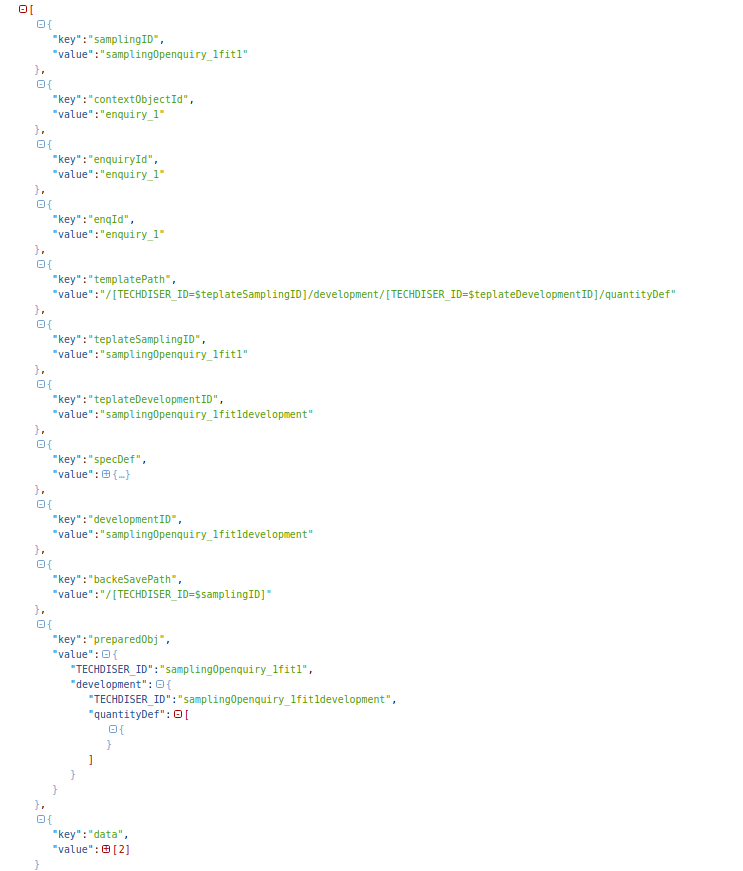 [
{
"key":"samplingID",
"value":"samplingOpenquiry_1fit1"
},
{
"key":"contextObjectId",
"value":"enquiry_1"
},
{
"key":"enquiryId",
"value":"enquiry_1"
},
{
"key":"enqId",
"value":"enquiry_1"
},
{
"key":"templatePath",
"value":"/[TECHDISER_ID=$teplateSamplingID]/development/[TECHDISER_ID=$teplateDevelopmentID]/quantityDef"
},
{
"key":"teplateSamplingID",
"value":"samplingOpenquiry_1fit1"
},
{
"key":"teplateDevelopmentID",
"value":"samplingOpenquiry_1fit1development"
},
{
"key":"specDef",
"value":{…}
},
{
"key":"developmentID",
"value":"samplingOpenquiry_1fit1development"
},
{
"key":"backeSavePath",
"value":"/[TECHDISER_ID=$samplingID]"
},
{
"key":"preparedObj",
"value":{
"TECHDISER_ID":"samplingOpenquiry_1fit1",
"development":{
"TECHDISER_ID":"samplingOpenquiry_1fit1development",
"quantityDef":[
{
}
]
}
}
},
{
"key":"data",
"value":[2]
}